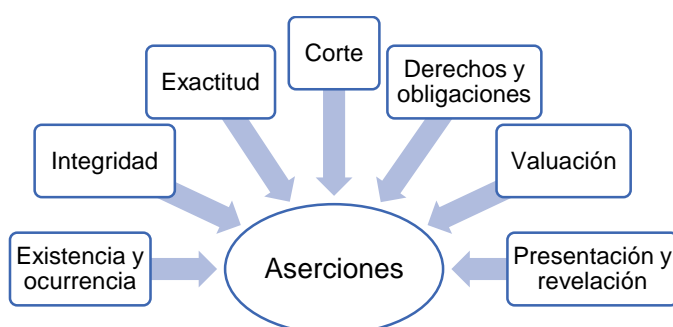 Corte
Exactitud
Derechos y
obligaciones
Integridad
Valuación
Existencia y
ocurrencia
Aserciones
Presentación y
revelación